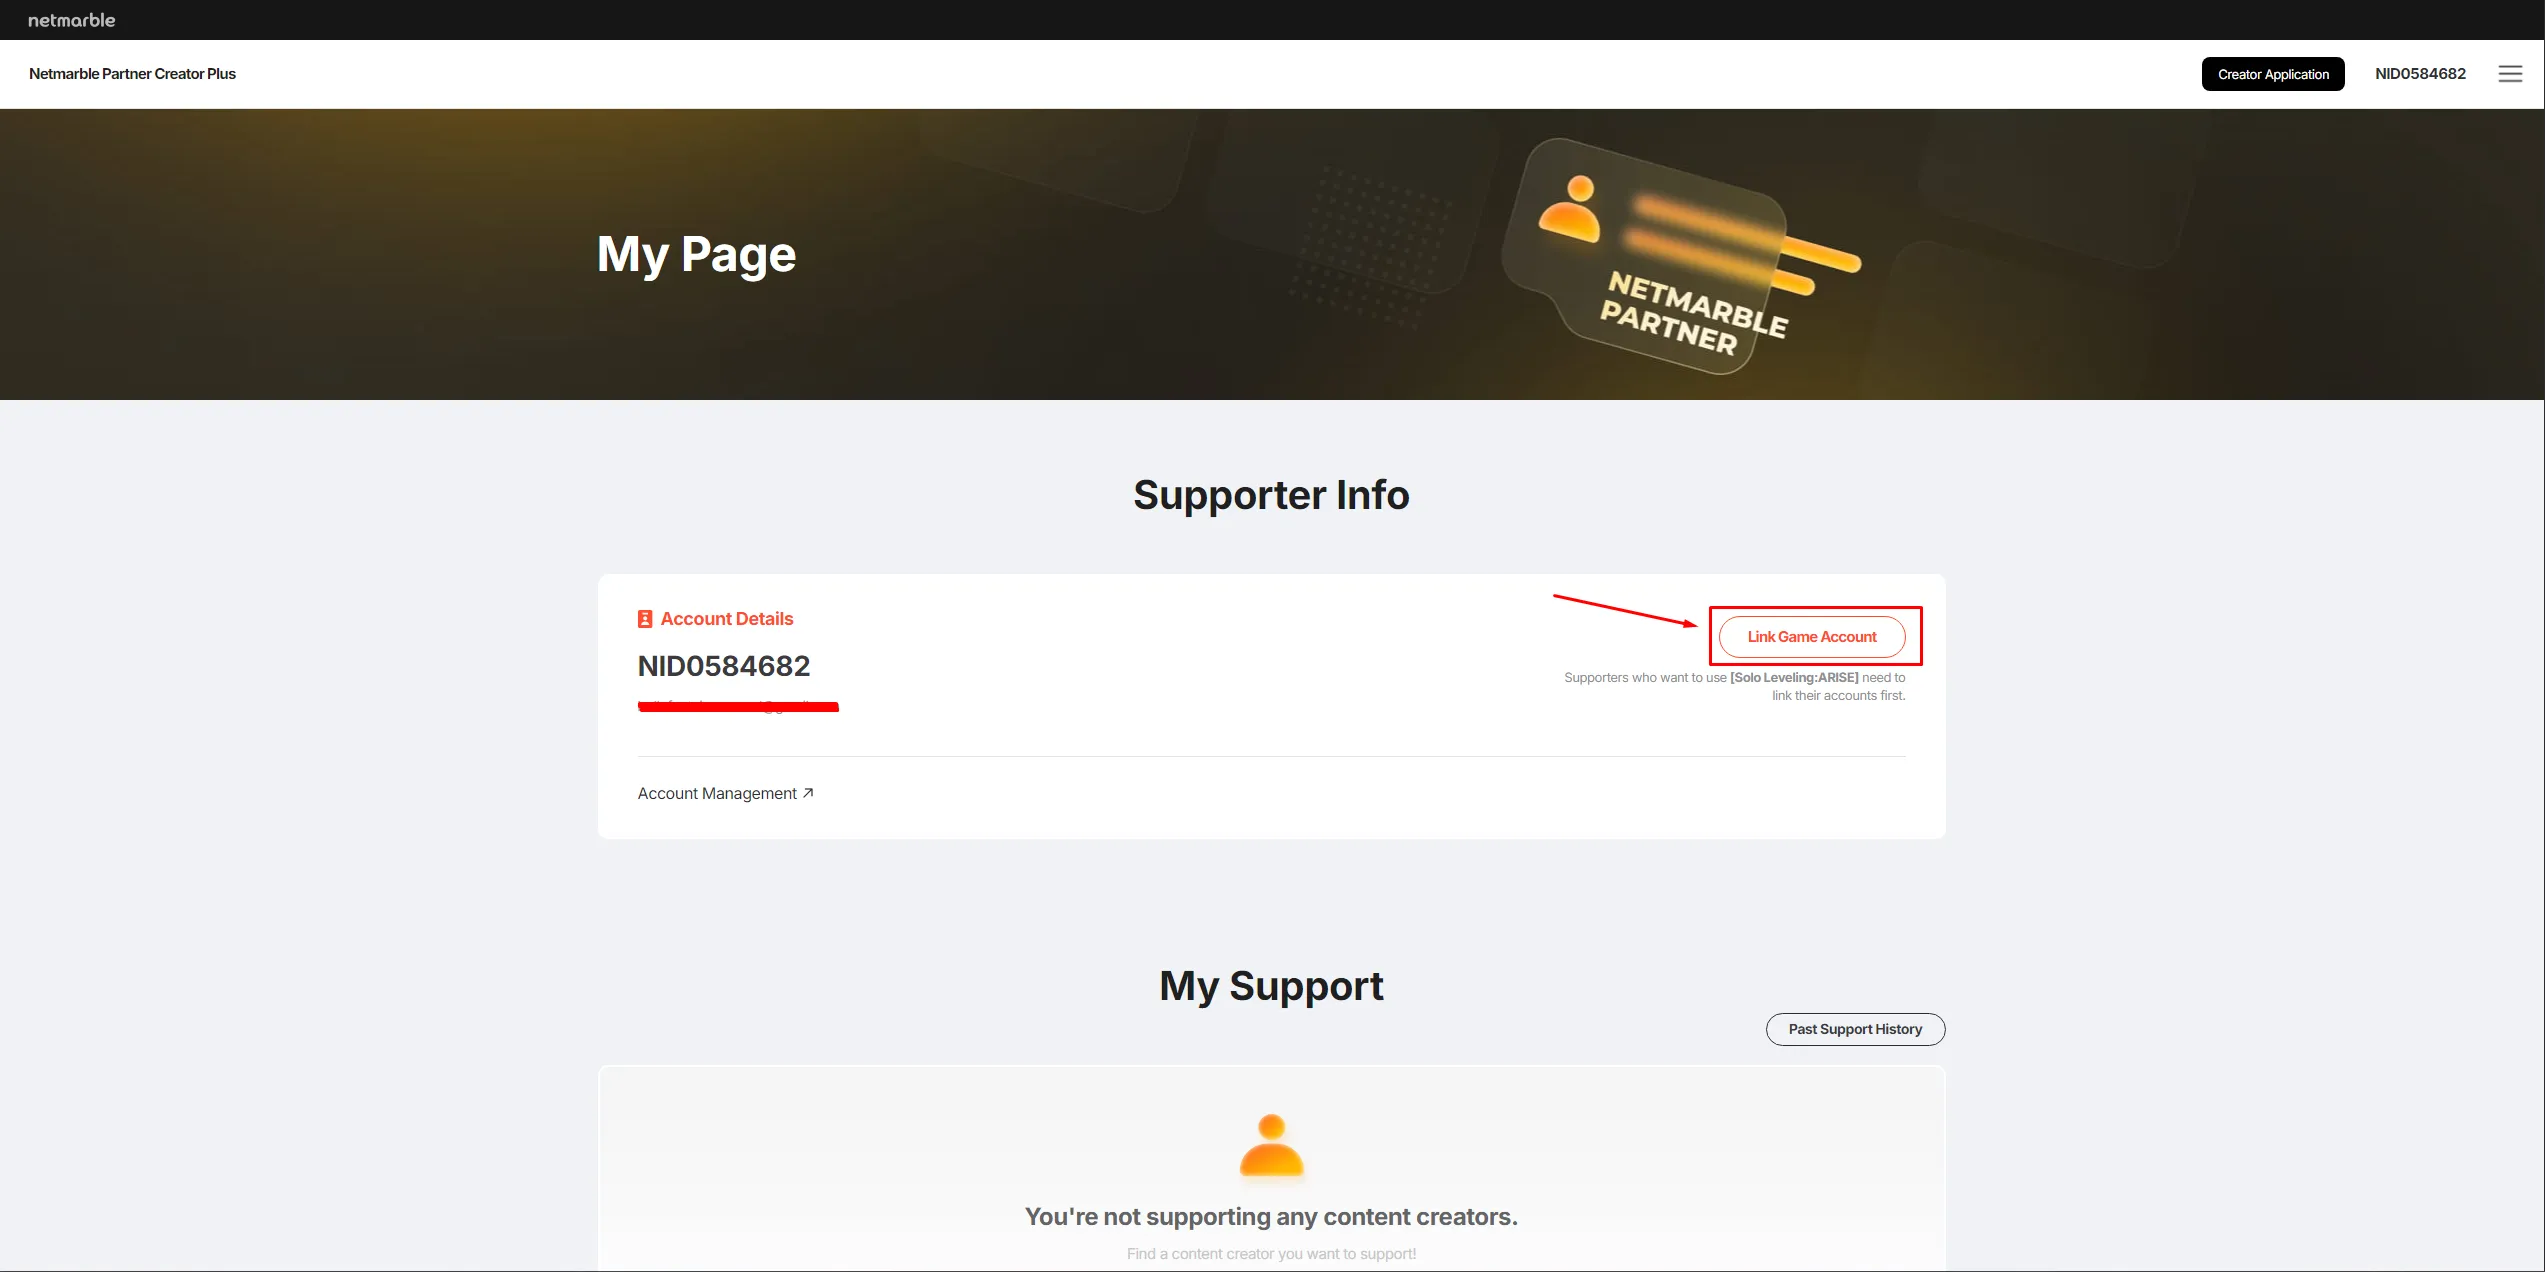 netmarble
Netmarble Partner Creator Plus
Creator Application
NID0584682
My Page
NETMARBLE
PARTNER
Supporter Info
Account Details
Link Game Account
NID0584682
Supporters who want to use [Solo Leveling:ARISE] need to
link their accounts first.
Account Management
My Support
Past Support History
You're not supporting any content creators.
Find a content creator you want to support!